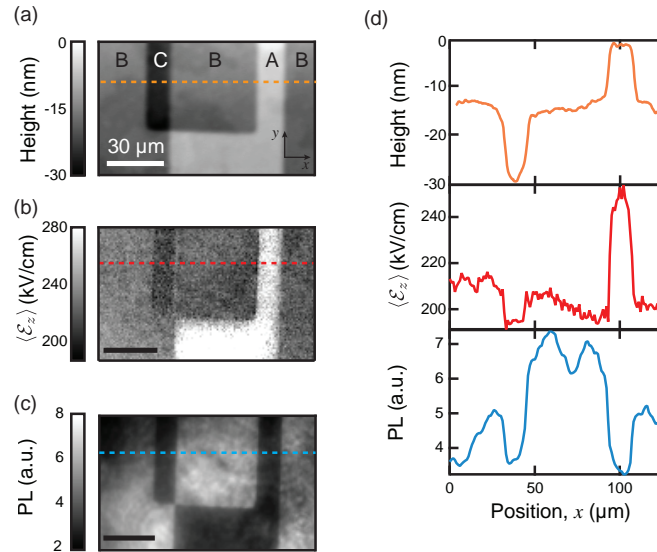 (a)
Height (nm)
0
-15
-30
B C B A B
30 µm
y
x
(b)
⟨ℰz⟩ (kV/cm)
280
260
240
220
200
(c)
PL (a.u.)
8
6
4
2
(d)
Height (nm)
0
-10
-20
-30
⟨ℰz⟩ (kV/cm)
240
220
200
PL (a.u.)
7
6
5
4
0 50 100
Position, x (µm)